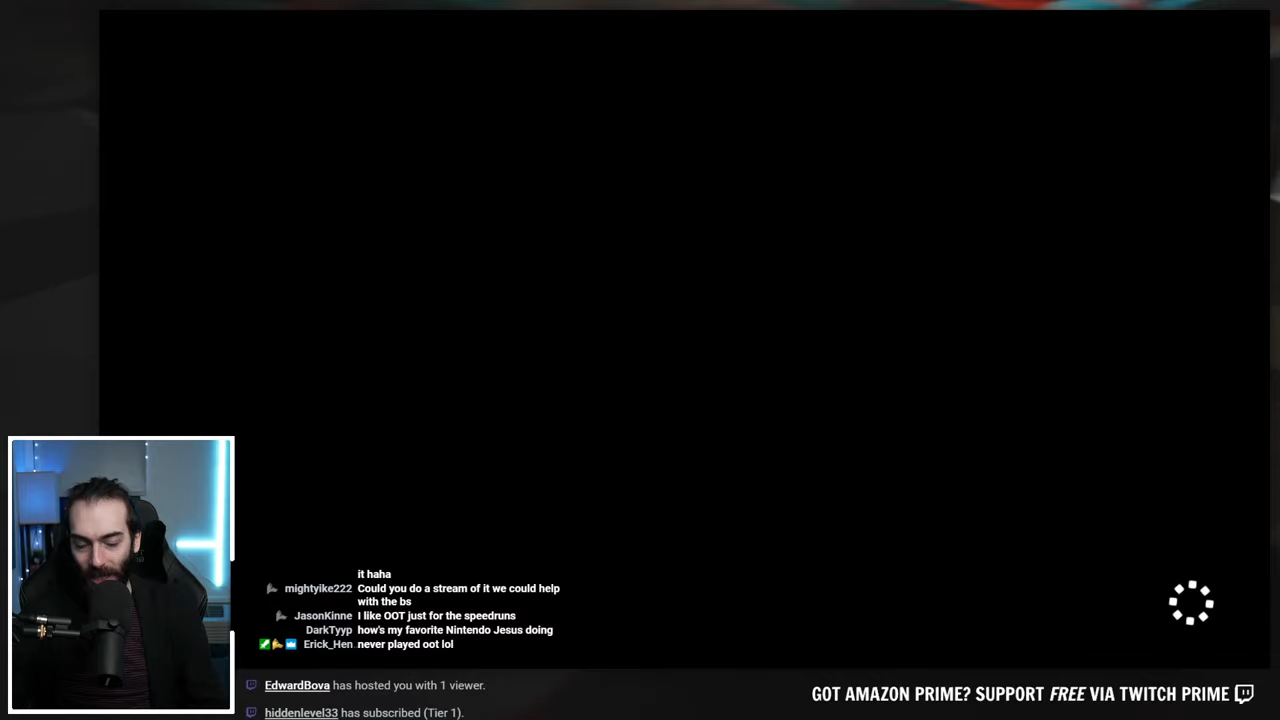 it haha
mightyike222 Could you do a stream of it we could help
with the bs
JasonKinne I like OOT just for the speedruns
DarkTyyp how's my favorite Nintendo Jesus doing
Erick_Hen never played oot lol
EdwardBova has hosted you with 1 viewer.
hiddenlevel33 has subscribed (Tier 1).
GOT AMAZON PRIME? SUPPORT FREE VIA TWITCH PRIME